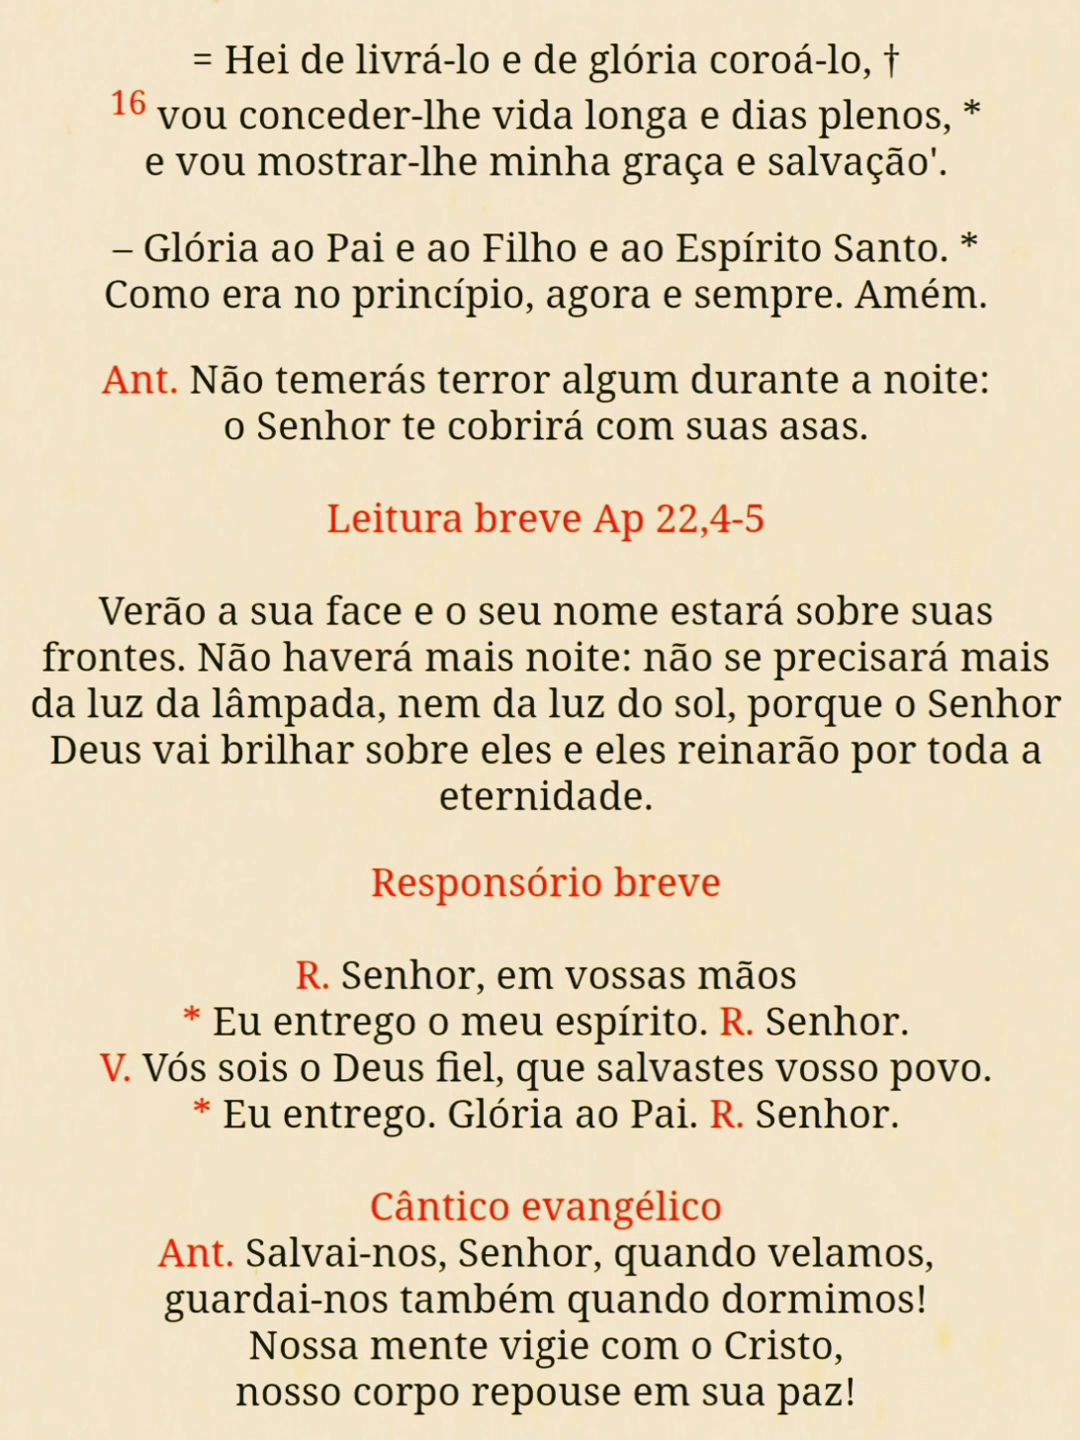 = Hei de livrá-lo e de glória coroá-lo, †
16 vou conceder-lhe vida longa e dias plenos, *
e vou mostrar-lhe minha graça e salvação'.
– Glória ao Pai e ao Filho e ao Espírito Santo. *
Como era no princípio, agora e sempre. Amém.
Ant. Não temerás terror algum durante a noite:
o Senhor te cobrirá com suas asas.
Leitura breve Ap 22,4-5
Verão a sua face e o seu nome estará sobre suas
frontes. Não haverá mais noite: não se precisará mais
da luz da lâmpada, nem da luz do sol, porque o Senhor
Deus vai brilhar sobre eles e eles reinarão por toda a
eternidade.
Responsório breve
R. Senhor, em vossas mãos
* Eu entrego o meu espírito. R. Senhor.
V. Vós sois o Deus fiel, que salvastes vosso povo.
* Eu entrego. Glória ao Pai. R. Senhor.
Cântico evangélico
Ant. Salvai-nos, Senhor, quando velamos,
guardai-nos também quando dormimos!
Nossa mente vigie com o Cristo,
nosso corpo repouse em sua paz!